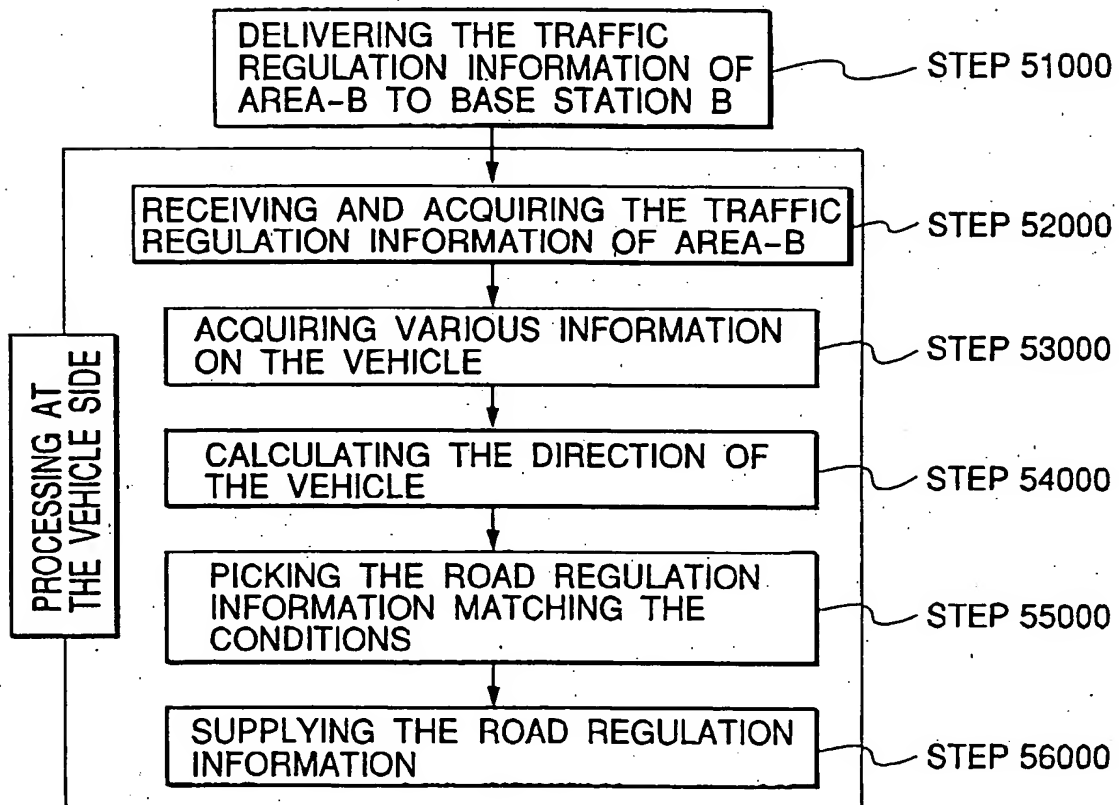 DELIVERING THE TRAFFIC
REGULATION INFORMATION OF
AREA-B TO BASE STATION B
STEP 51000
RECEIVING AND ACQUIRING THE TRAFFIC
REGULATION INFORMATION OF AREA-B
STEP 52000
ACQUIRING VARIOUS INFORMATION
ON THE VEHICLE
STEP 53000
PROCESSING AT
THE VEHICLE SIDE
CALCULATING THE DIRECTION OF
THE VEHICLE
STEP 54000
PICKING THE ROAD REGULATION
INFORMATION MATCHING THE
CONDITIONS
STEP 55000
SUPPLYING THE ROAD REGULATION
INFORMATION
STEP 56000